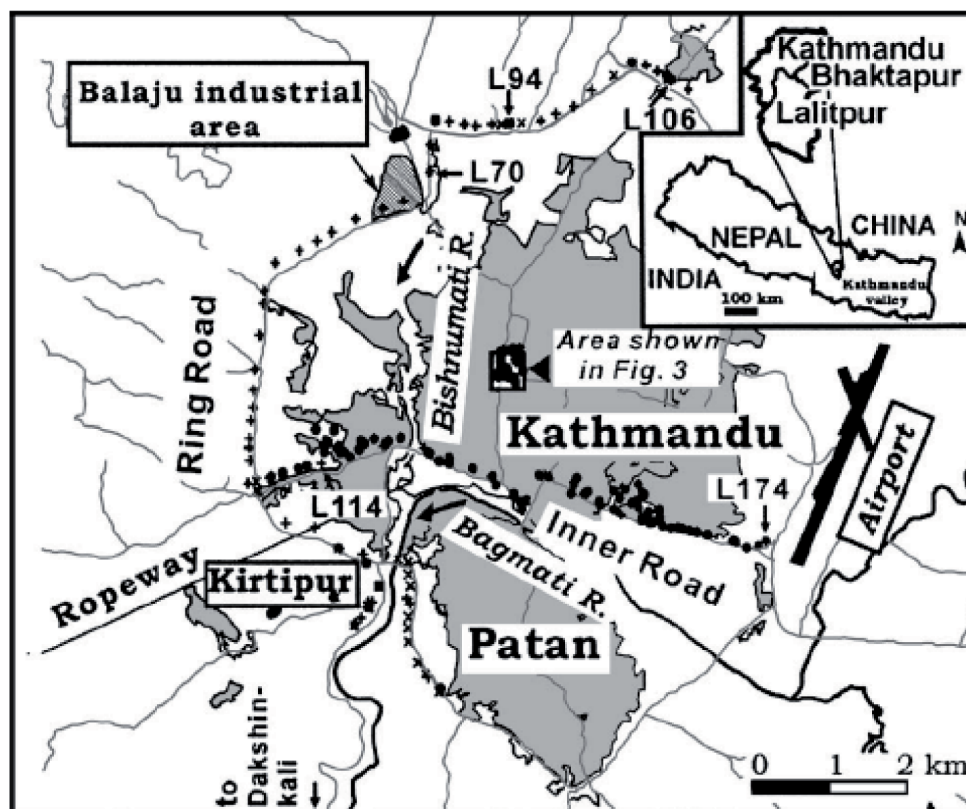 Balaju industrial
area
L94
L106
L70
Kathmandu
Bhaktapur
Lalitpur
N
CHINA
NEPAL
INDIA
Kathmandu
valley
100 km
Bishnumati R.
Area shown
in Fig. 3
Ring Road
Kathmandu
L174
Airport
L114
Inner Road
Bagmati R.
Ropeway
Kirtipur
Patan
to
Dakshin-
kali
0 1 2 km